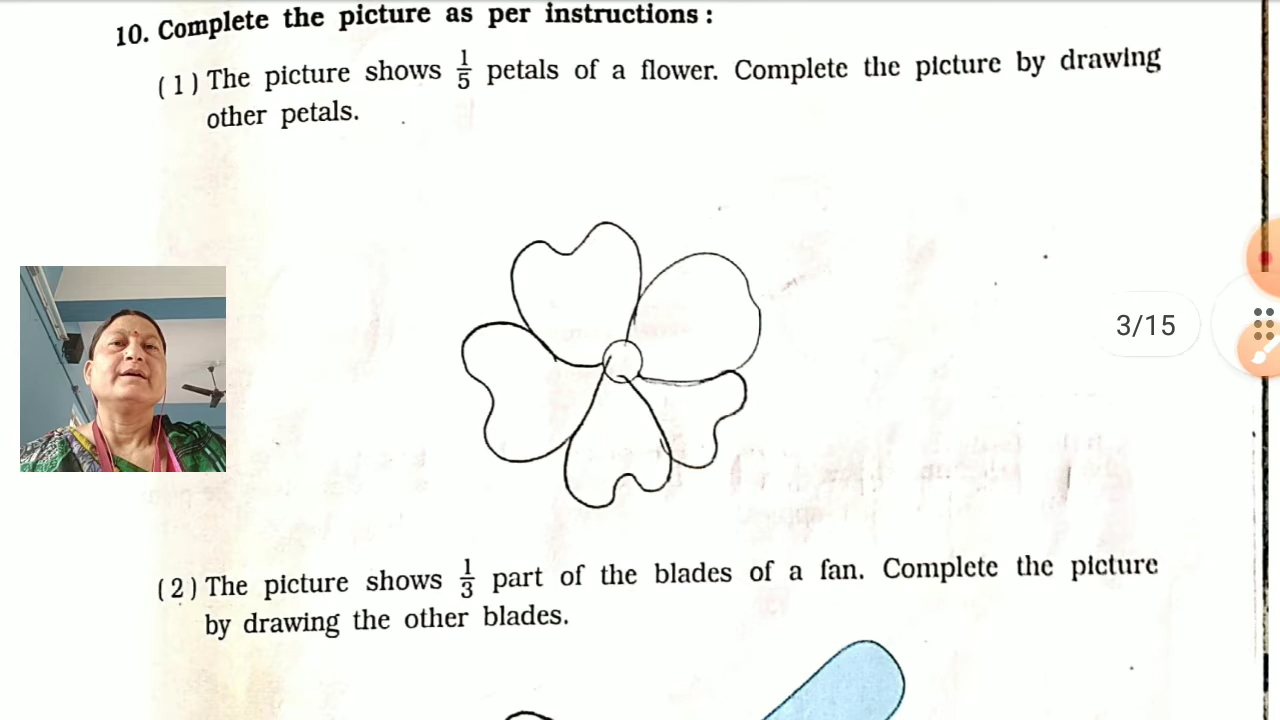 10. Complete the picture as per instructions :
(1) The picture shows 1/5 petals of a flower. Complete the picture by drawing
other petals.
3/15
(2) The picture shows 1/3 part of the blades of a fan. Complete the picture
by drawing the other blades.